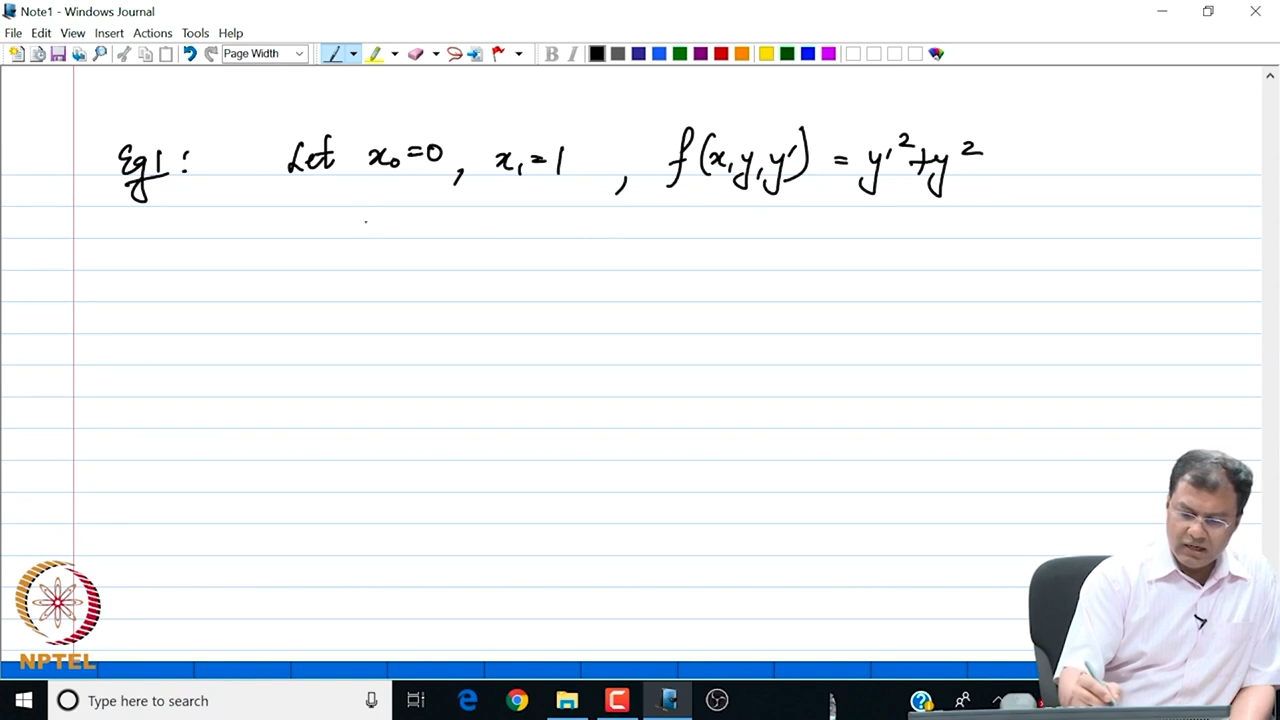 Note1 - Windows Journal
File Edit View Insert Actions Tools Help
Page Width B I
Eg1: Let x₀=0, x₁=1, f(x,y,y') = y'²+y²
NPTEL
Type here to search